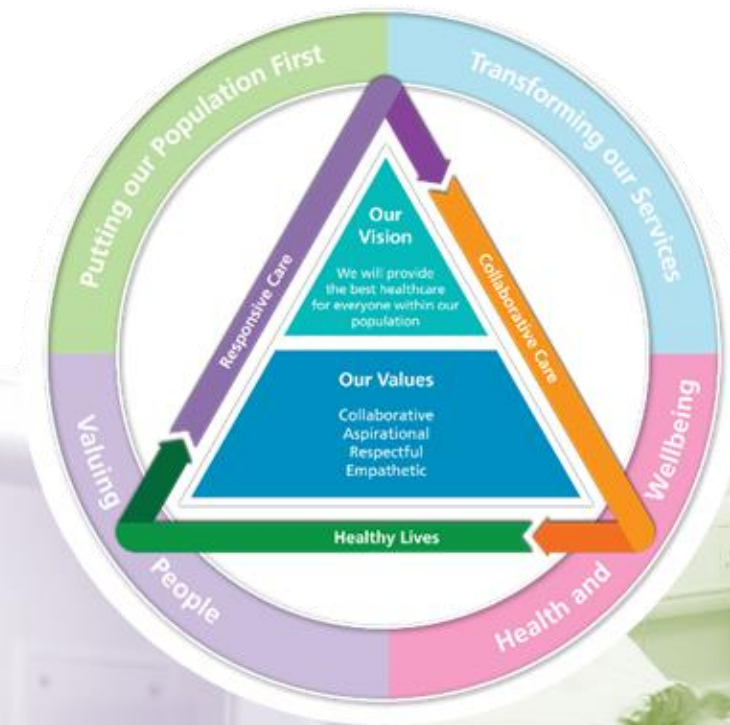 Putting our Population First
Transforming our Services
Our
Vision
We will provide
the best healthcare
for everyone within our
population
Responsive Care
Collaborative Care
Our Values
Collaborative
Aspirational
Respectful
Empathetic
Healthy Lives
Valuing People
Health and Wellbeing